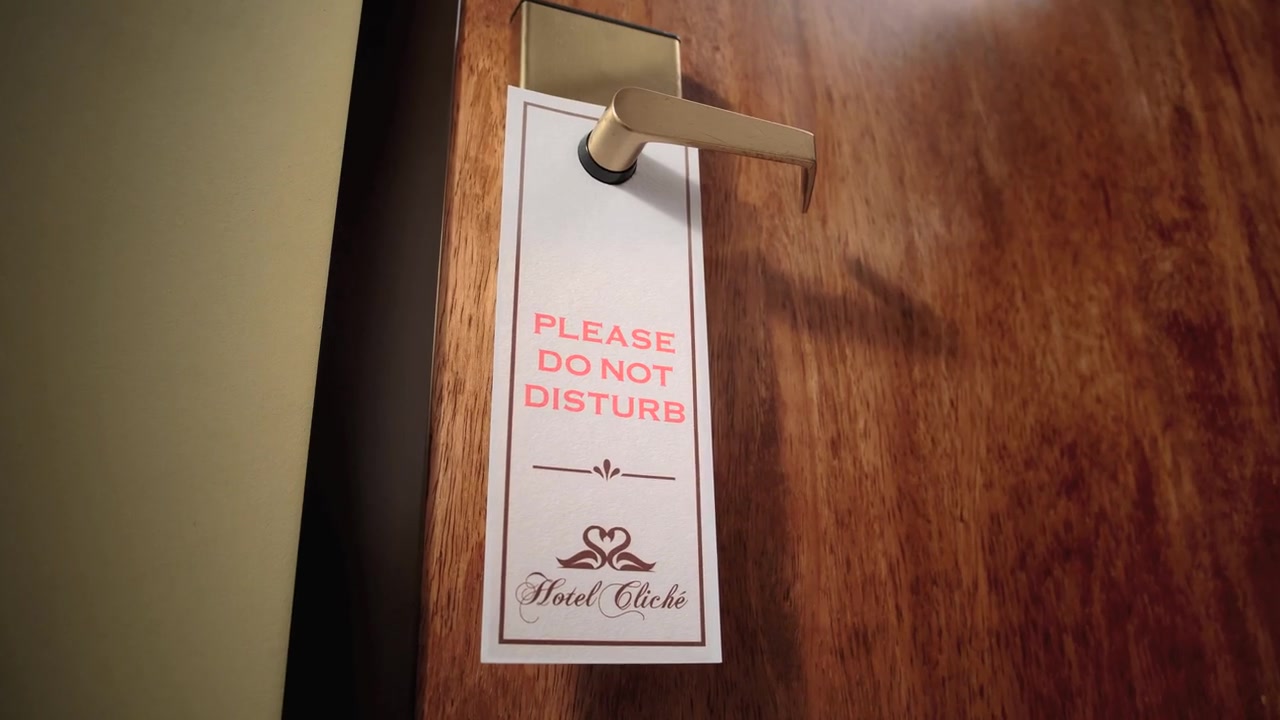 PLEASE
DO NOT
DISTURB
Hotel Cliché